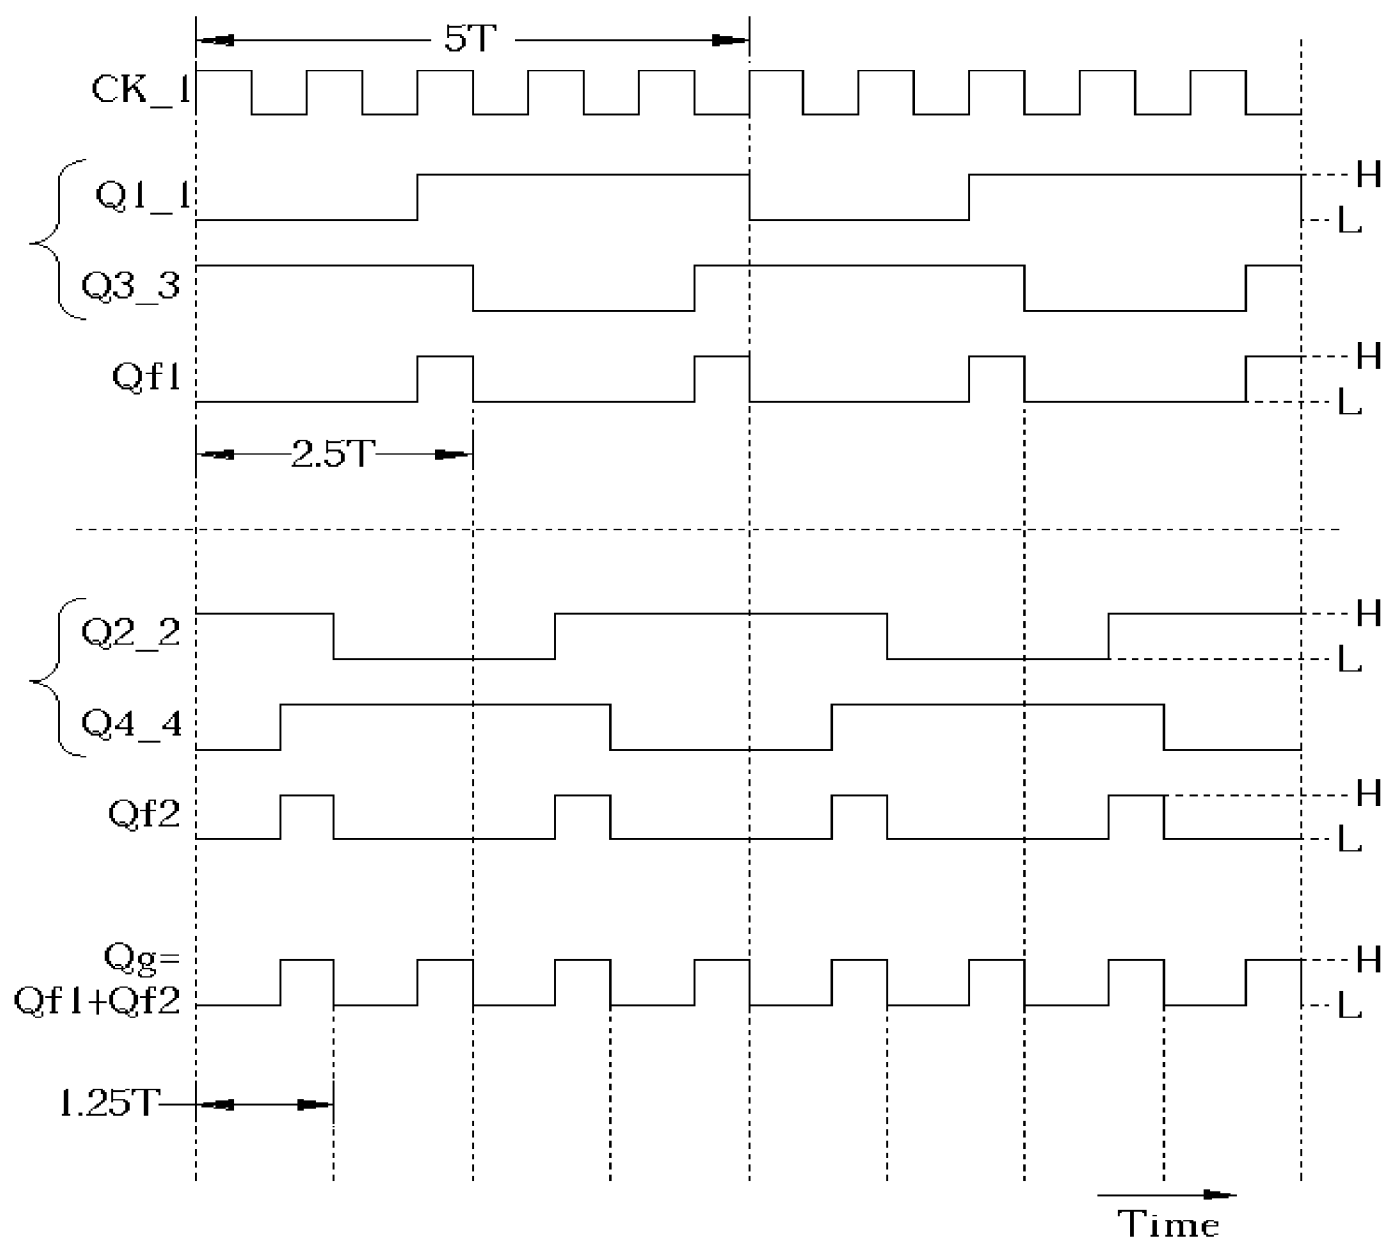 5T
CK_1
Q1_1
H
L
Q3_3
Qf1
H
L
2.5T
Q2_2
H
L
Q4_4
Qf2
H
L
Qg=
Qf1+Qf2
H
L
1.25T
Time